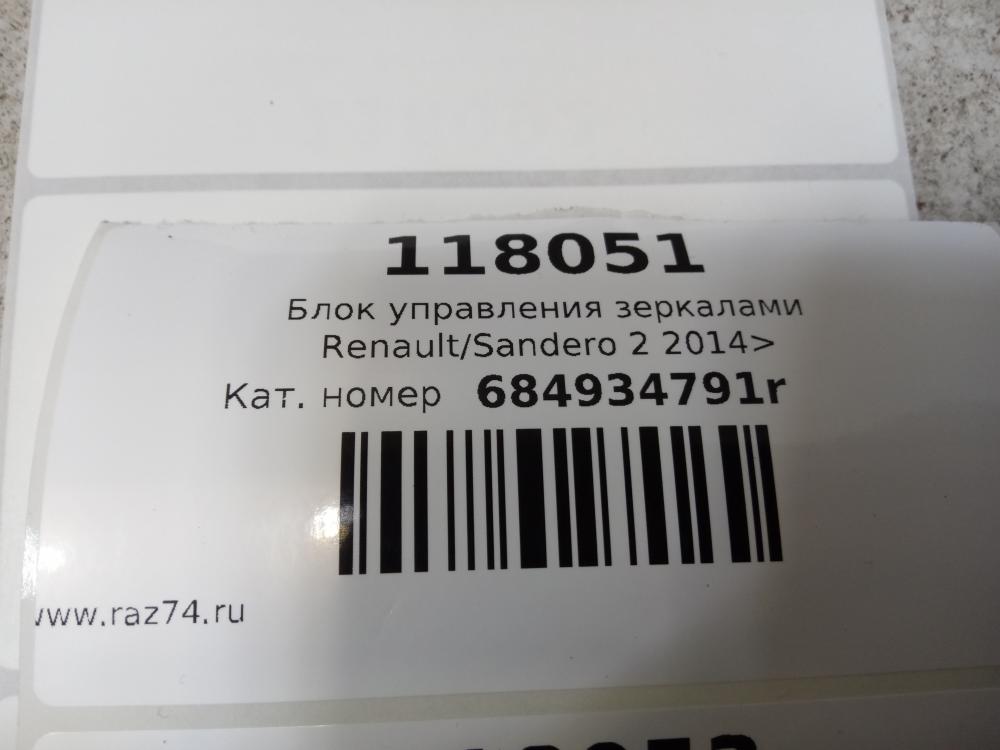 118051
Блок управления зеркалами
Renault/Sandero 2 2014>
Кат. номер 684934791r
www.raz74.ru